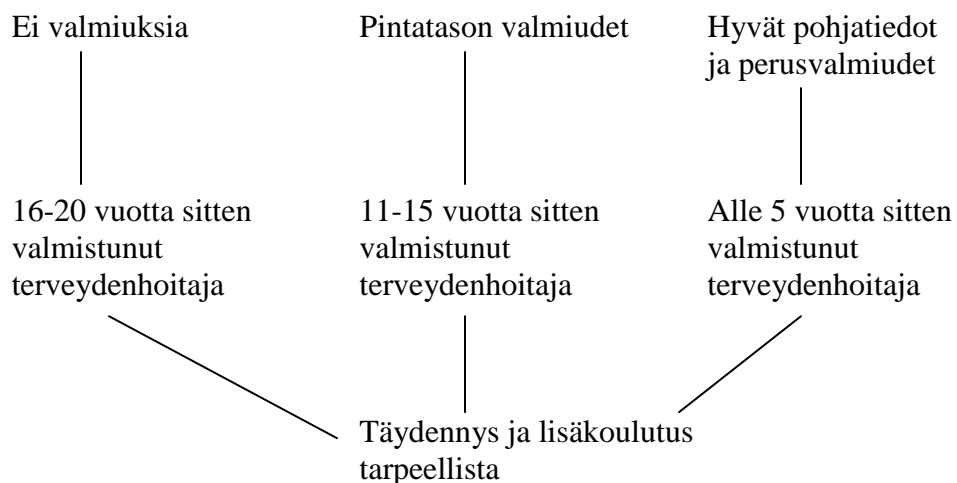 Ei valmiuksia
Pintatason valmiudet
Hyvät pohjatiedot
ja perusvalmiudet
16-20 vuotta sitten
valmistunut
terveydenhoitaja
11-15 vuotta sitten
valmistunut
terveydenhoitaja
Alle 5 vuotta sitten
valmistunut
terveydenhoitaja
Täydennys ja lisäkoulutus
tarpeellista